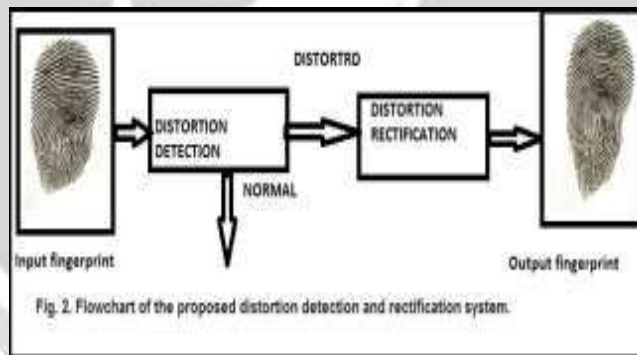 DISTORTRD
DISTORTION
DETECTION
DISTORTION
RECTIFICATION
NORMAL
Input fingerprint
Output fingerprint
Fig. 2. Flowchart of the proposed distortion detection and rectification system.